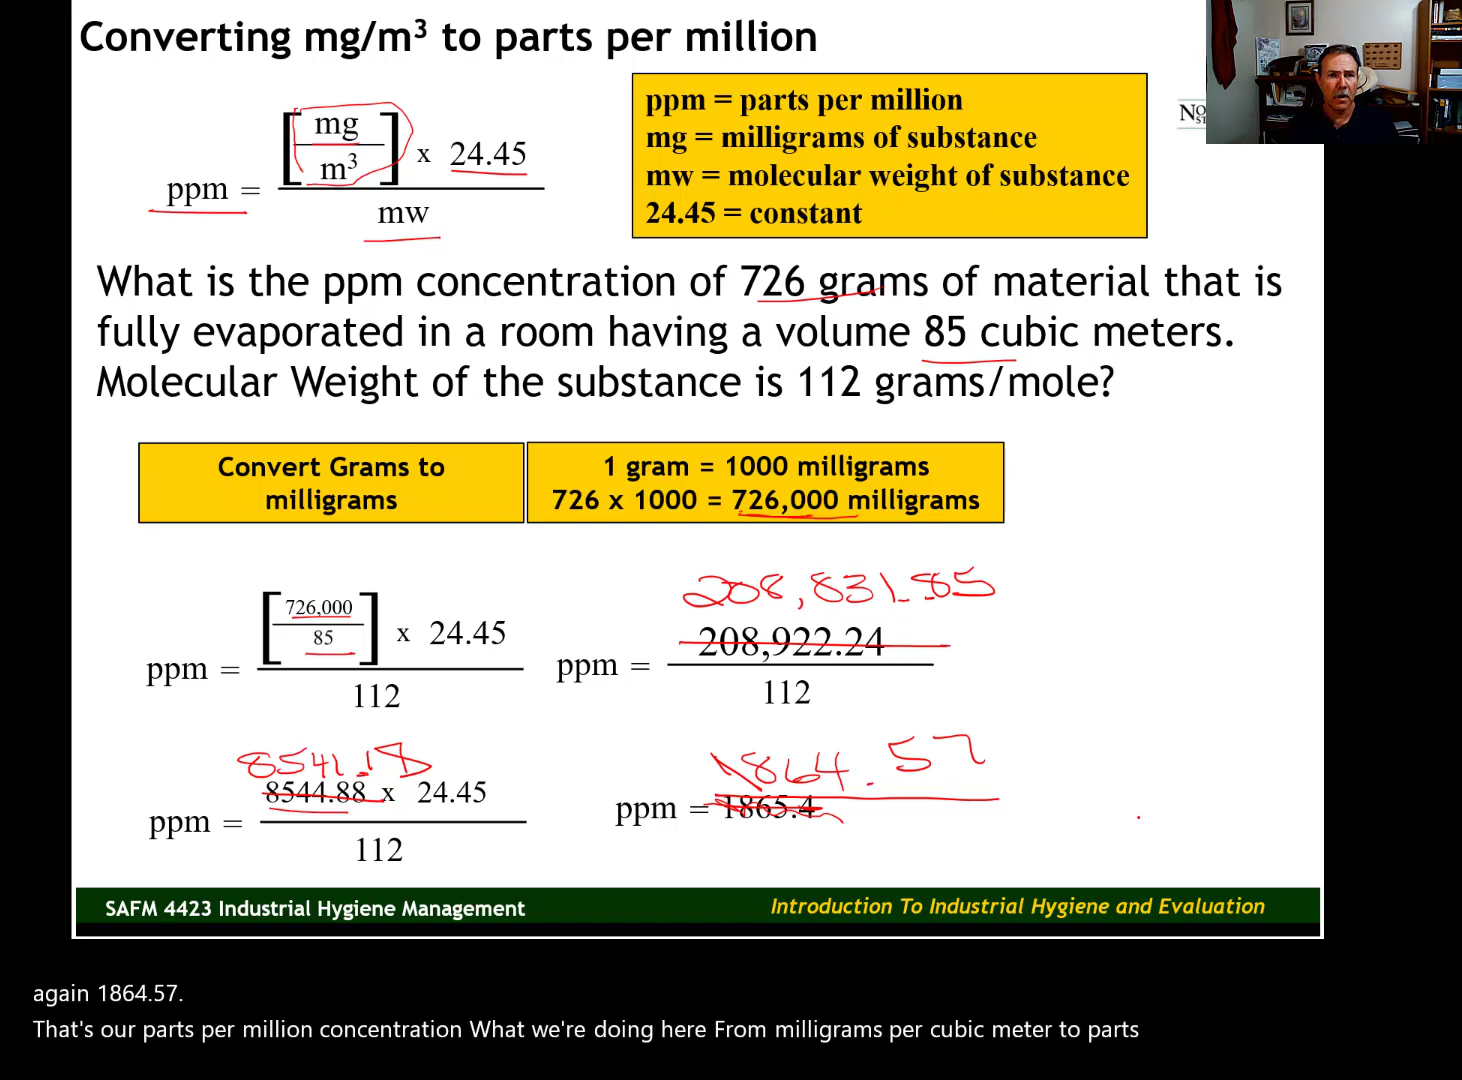 Converting mg/m³ to parts per million
ppm = [mg/m³] x 24.45 / mw
ppm = parts per million
mg = milligrams of substance
mw = molecular weight of substance
24.45 = constant
What is the ppm concentration of 726 grams of material that is
fully evaporated in a room having a volume 85 cubic meters.
Molecular Weight of the substance is 112 grams/mole?
Convert Grams to
milligrams
1 gram = 1000 milligrams
726 x 1000 = 726,000 milligrams
ppm = [726,000/85] x 24.45 / 112
208,831.85
ppm = 208,922.24 / 112
8541.18
ppm = 8544.88 x 24.45 / 112
1864.57
ppm = 1865.4
SAFM 4423 Industrial Hygiene Management
Introduction To Industrial Hygiene and Evaluation
again 1864.57.
That's our parts per million concentration What we're doing here From milligrams per cubic meter to parts